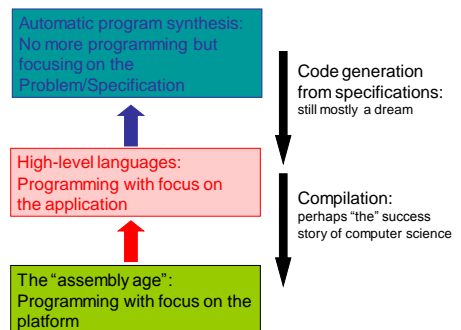 Automatic program synthesis:
No more programming but
focusing on the
Problem/Specification
Code generation
from specifications:
still mostly a dream
High-level languages:
Programming with focus on
the application
Compilation:
perhaps “the” success
story of computer science
The “assembly age”:
Programming with focus on the
platform